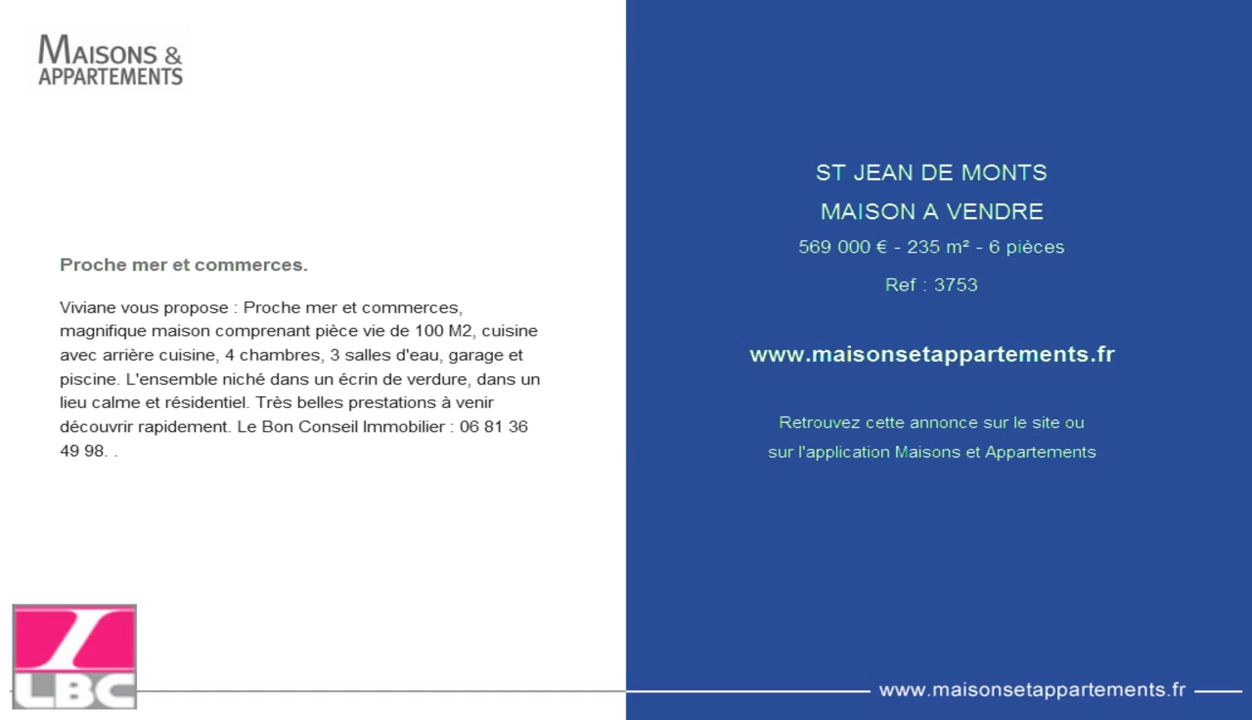 MAISONS &
APPARTEMENTS
Proche mer et commerces.
Viviane vous propose : Proche mer et commerces,
magnifique maison comprenant pièce vie de 100 M2, cuisine
avec arrière cuisine, 4 chambres, 3 salles d'eau, garage et
piscine. L'ensemble niché dans un écrin de verdure, dans un
lieu calme et résidentiel. Très belles prestations à venir
découvrir rapidement. Le Bon Conseil Immobilier : 06 81 36
49 98. .
LBC
ST JEAN DE MONTS
MAISON A VENDRE
569 000 € - 235 m² - 6 pièces
Ref : 3753
www.maisonsetappartements.fr
Retrouvez cette annonce sur le site ou
sur l'application Maisons et Appartements
www.maisonsetappartements.fr